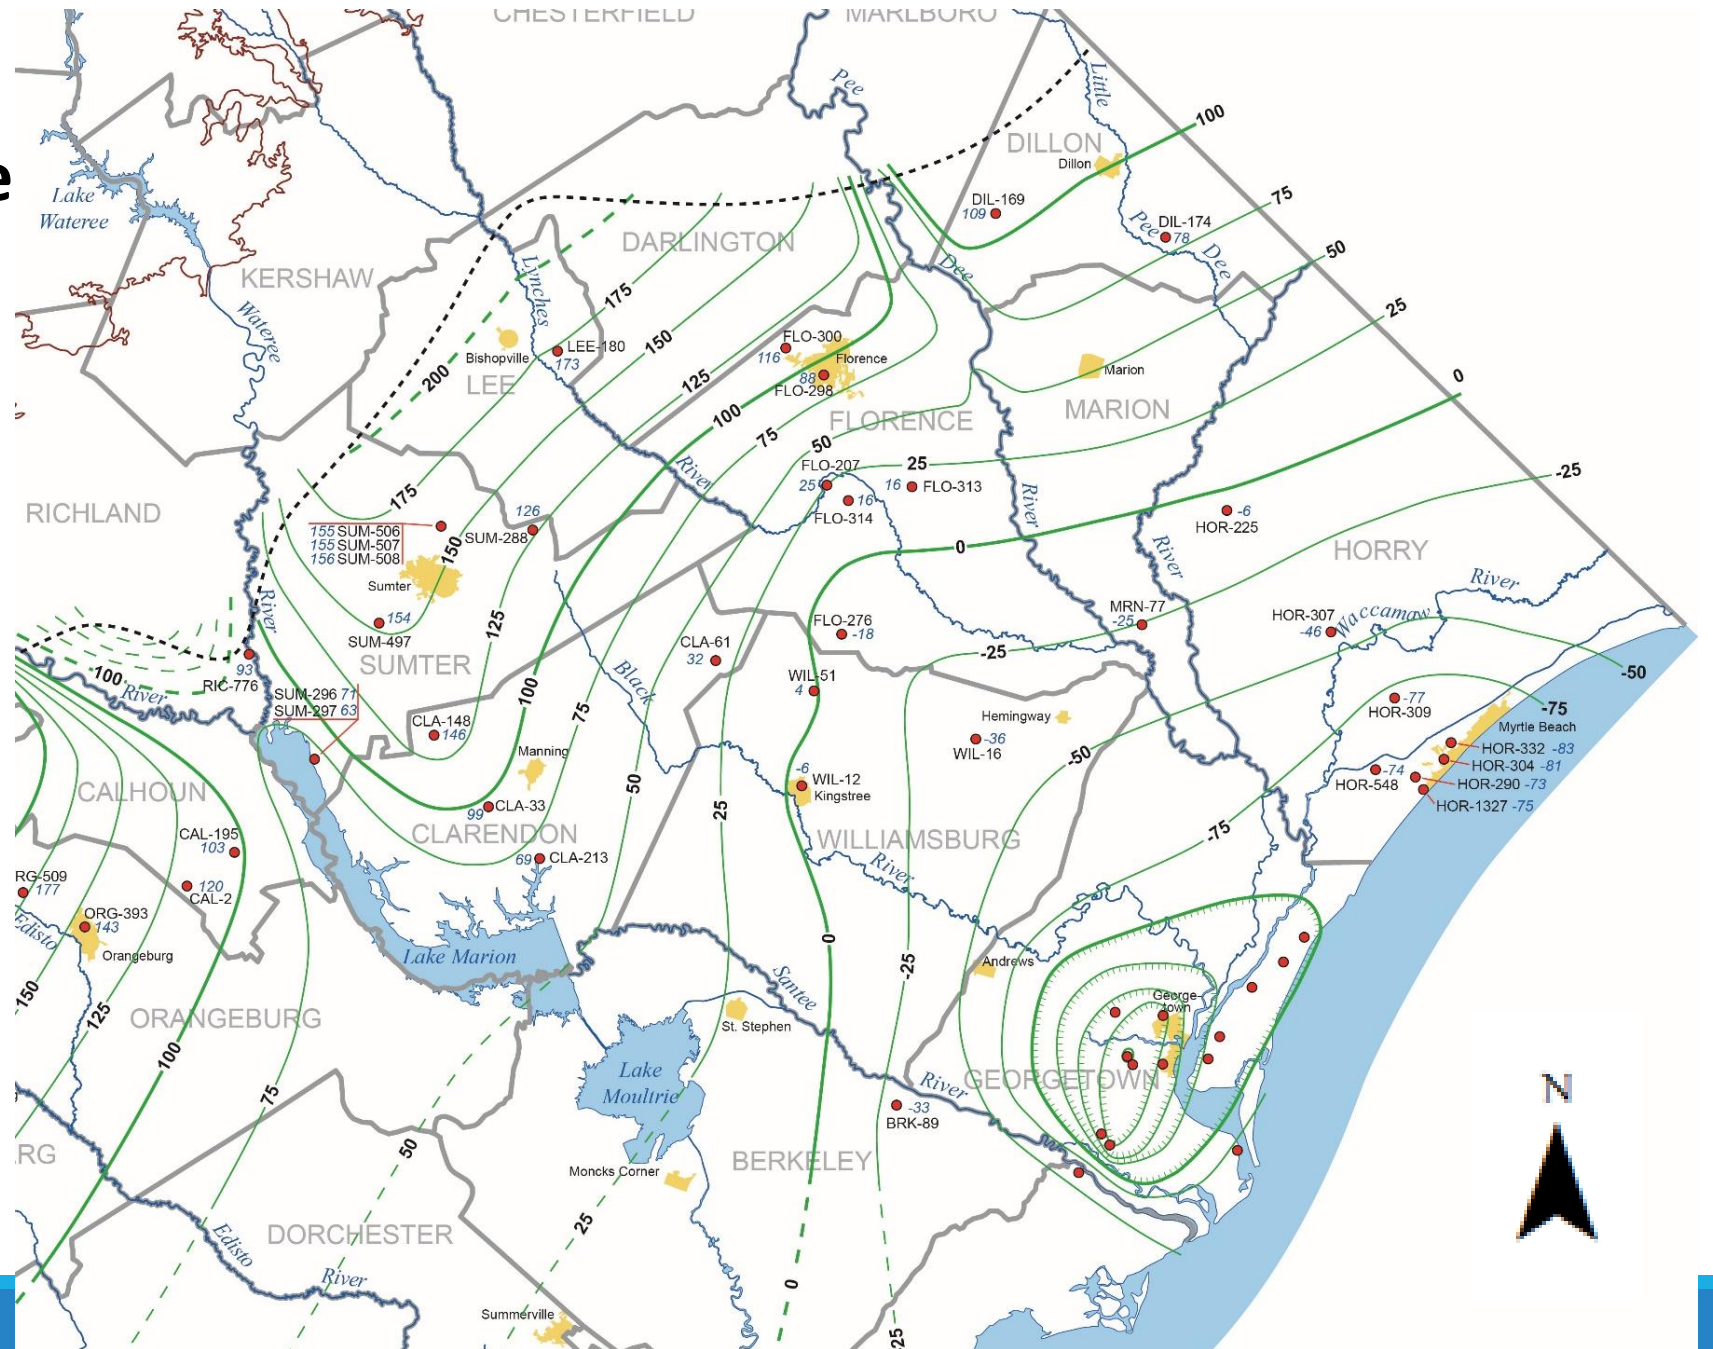 CHESTERFIELD
MARLBORO
Pee
Little
100
DILLON
Dillon
e
Lake
Wateree
DIL-169
109
75
DIL-174
78
Pee
Dee
50
DARLINGTON
Dee
KERSHAW
Lynches
175
25
Wateree
150
FLO-300
116
Florence
LEE-180
173
Bishopville
LEE
200
125
88
FLO-298
Marion
0
100
FLORENCE
MARION
75
50
FLO-207
25
25
16
FLO-313
River
-25
175
16
FLO-314
RICHLAND
126
155 SUM-506
155 SUM-507
156 SUM-508
SUM-288
150
River
-6
HOR-225
River
0
HORRY
Sumter
River
River
154
SUM-497
125
FLO-276
-18
MRN-77
-25
HOR-307
-46
Waccamaw
SUMTER
CLA-61
32
-25
-50
93
RIC-776
100
River
SUM-296 71
SUM-297 63
100
Black
WIL-51
4
-77
HOR-309
-75
75
CLA-148
146
Hemingway
Myrtle Beach
Manning
-36
WIL-16
-50
HOR-332 -83
HOR-304 -81
HOR-290 -73
HOR-1327 -75
-74
HOR-548
CALHOUN
50
-6
WIL-12
Kingstree
CLA-33
99
25
CAL-195
103
CLARENDON
WILLIAMSBURG
-75
69
CLA-213
RG-509
177
120
CAL-2
River
ORG-393
143
Edisto
Orangeburg
Lake Marion
0
-25
Andrews
150
125
ORANGEBURG
Santee
George-
town
St. Stephen
100
Lake
Moultrie
River
GEORGETOWN
75
-33
BRK-89
50
RG
Moncks Corner
BERKELEY
N
25
DORCHESTER
Edisto
River
0
Summerville
25